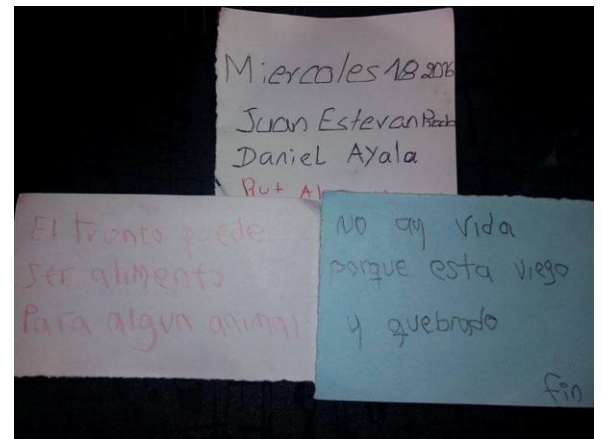 Miercoles 18 2016
Juan Estevan
Daniel Ayala
Rut
El tronco puede
ser alimento
Para algun animal
No ay vida
porque esta viego
y quebrado
fin